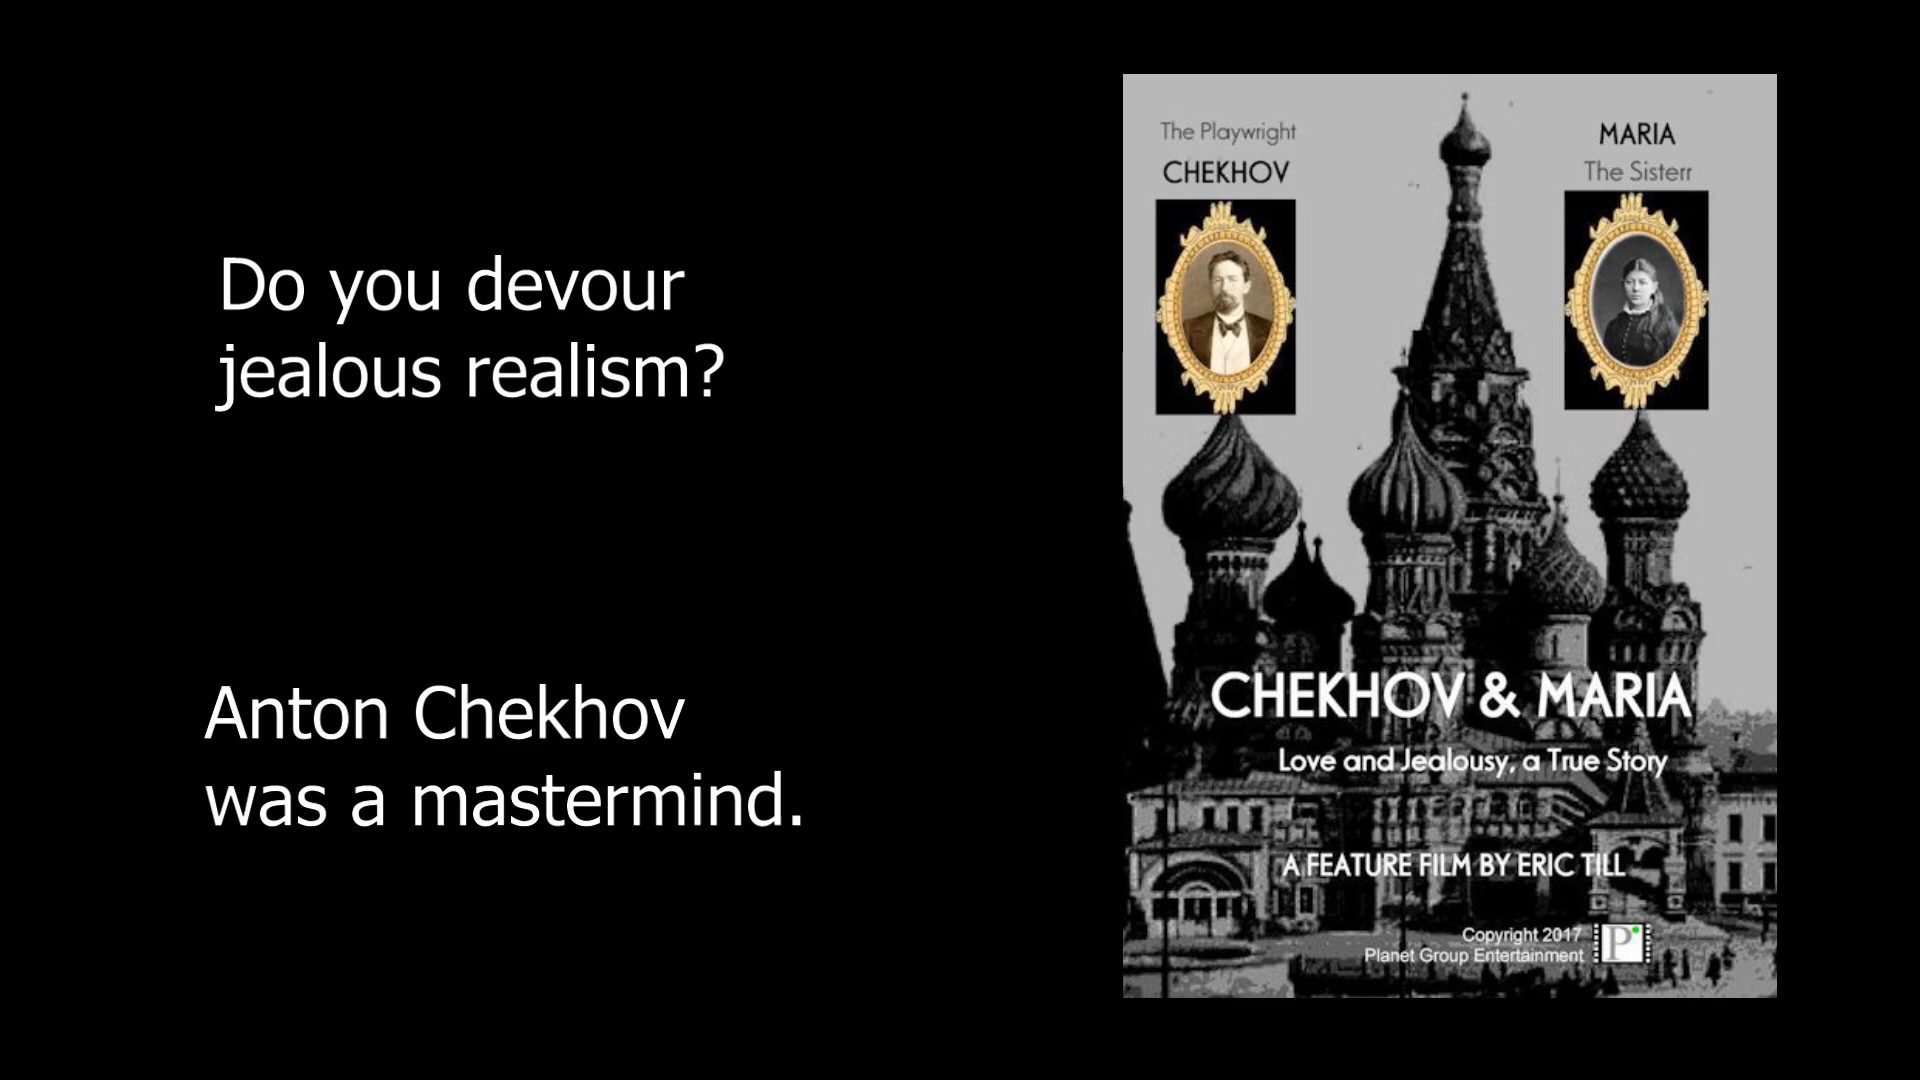 Do you devour
jealous realism?
Anton Chekhov
was a mastermind.
The Playwright
CHEKHOV
MARIA
The Sisterr
CHEKHOV & MARIA
Love and Jealousy, a True Story
A FEATURE FILM BY ERIC TILL
Copyright 2017
Planet Group Entertainment
P